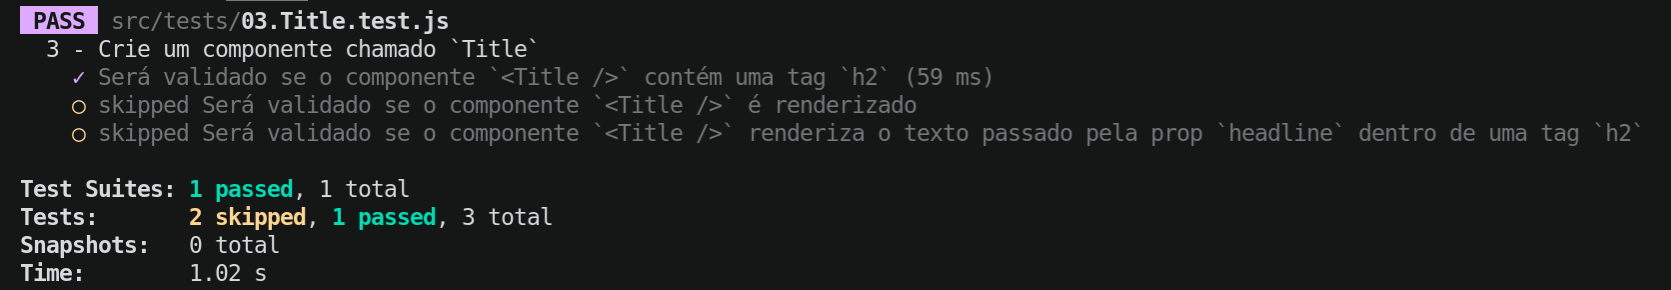 PASS src/tests/03.Title.test.js
3 - Crie um componente chamado `Title`
✓ Será validado se o componente `<Title />` contém uma tag `h2` (59 ms)
○ skipped Será validado se o componente `<Title />` é renderizado
○ skipped Será validado se o componente `<Title />` renderiza o texto passado pela prop `headline` dentro de uma tag `h2`
Test Suites: 1 passed, 1 total
Tests: 2 skipped, 1 passed, 3 total
Snapshots: 0 total
Time: 1.02 s